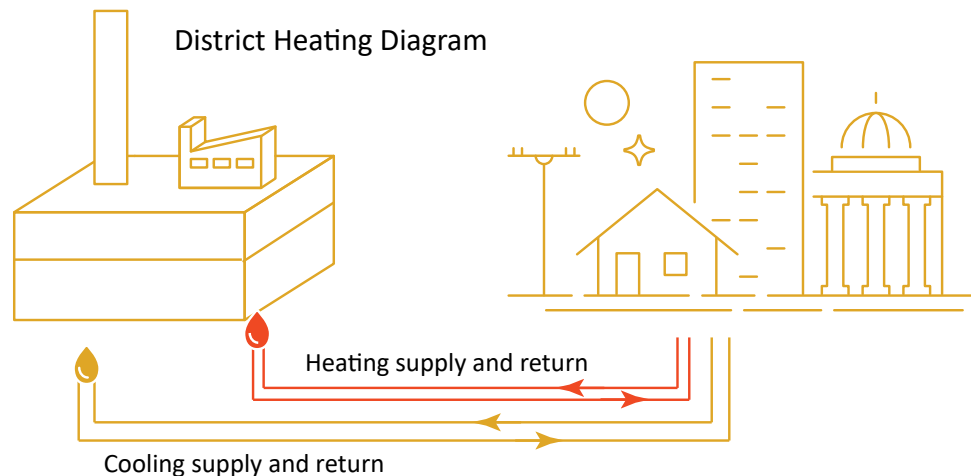 District Heating Diagram
Heating supply and return
Cooling supply and return